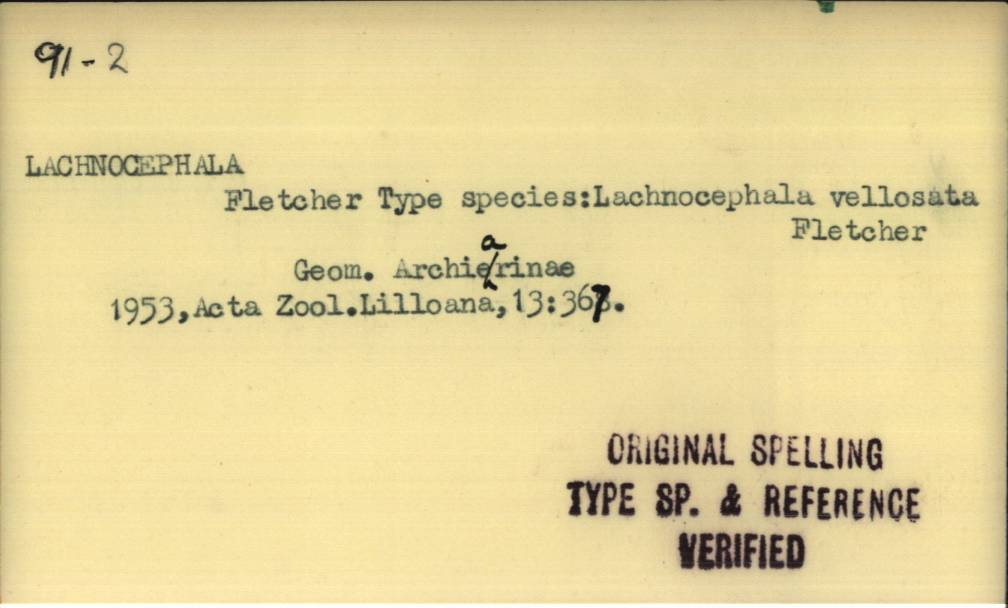 91-2
LACHNOCEPHALA
Fletcher Type species:Lachnocephala vellosata
Fletcher
Geom. Archiearinae
1953,Acta Zool.Lilloana,13:367.
ORIGINAL SPELLING
TYPE SP. & REFERENCE
VERIFIED